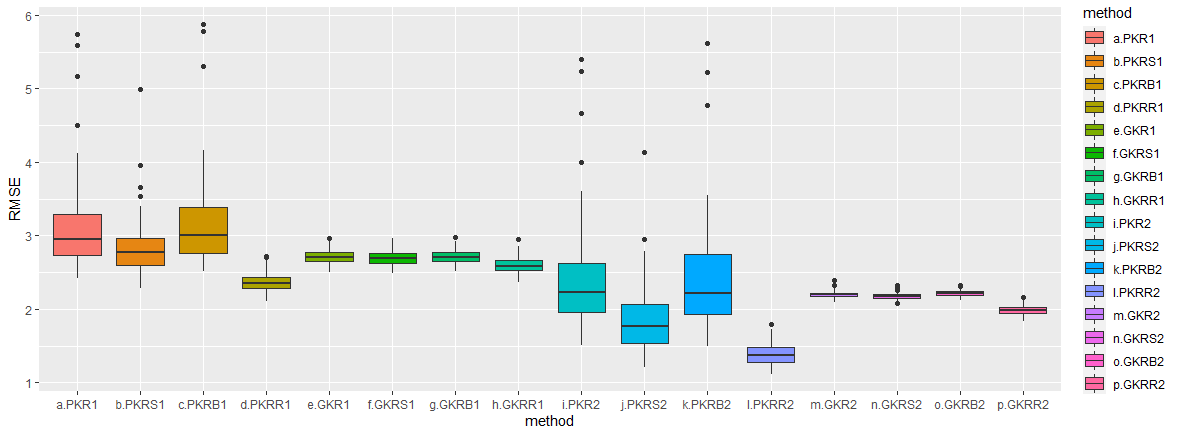 RMSE
6
5
4
3
2
1
a.PKR1 b.PKRS1 c.PKRB1 d.PKRR1 e.GKR1 f.GKRS1 g.GKRB1 h.GKRR1 i.PKR2 j.PKRS2 k.PKRB2 l.PKRR2 m.GKR2 n.GKRS2 o.GKRB2 p.GKRR2
method
method
a.PKR1
b.PKRS1
c.PKRB1
d.PKRR1
e.GKR1
f.GKRS1
g.GKRB1
h.GKRR1
i.PKR2
j.PKRS2
k.PKRB2
l.PKRR2
m.GKR2
n.GKRS2
o.GKRB2
p.GKRR2